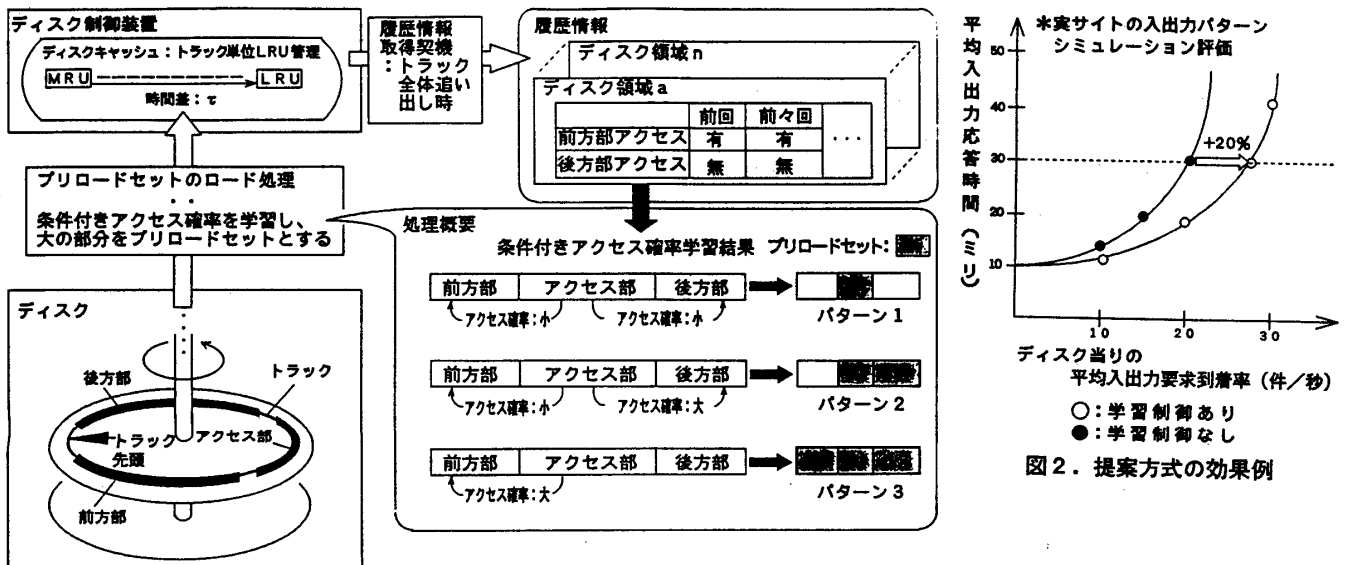 ディスク制御装置
ディスクキャッシュ：トラック単位LRU管理
MRU
LRU
時間差：τ
履歴情報
取得契機
：トラック
全体追い
出し時
履歴情報
ディスク領域n
ディスク領域a
前回 前々回
前方部アクセス 有 有 ・・・
後方部アクセス 無 無
プリロードセットのロード処理
条件付きアクセス確率を学習し、
大の部分をプリロードセットとする
ディスク
後方部
トラック
トラック
先頭
アクセス部
前方部
処理概要
条件付きアクセス確率学習結果 プリロードセット：
前方部 アクセス部 後方部
アクセス確率：小 アクセス確率：小
パターン1
前方部 アクセス部 後方部
アクセス確率：小 アクセス確率：大
パターン2
前方部 アクセス部 後方部
アクセス確率：大
パターン3
平均入出力応答時間（ミリ）
＊実サイトの入出力パターン
シミュレーション評価
50
40
30
20
10
+20%
10 20 30
ディスク当りの
平均入出力要求到着率（件／秒）
○：学習制御あり
●：学習制御なし
図2．提案方式の効果例